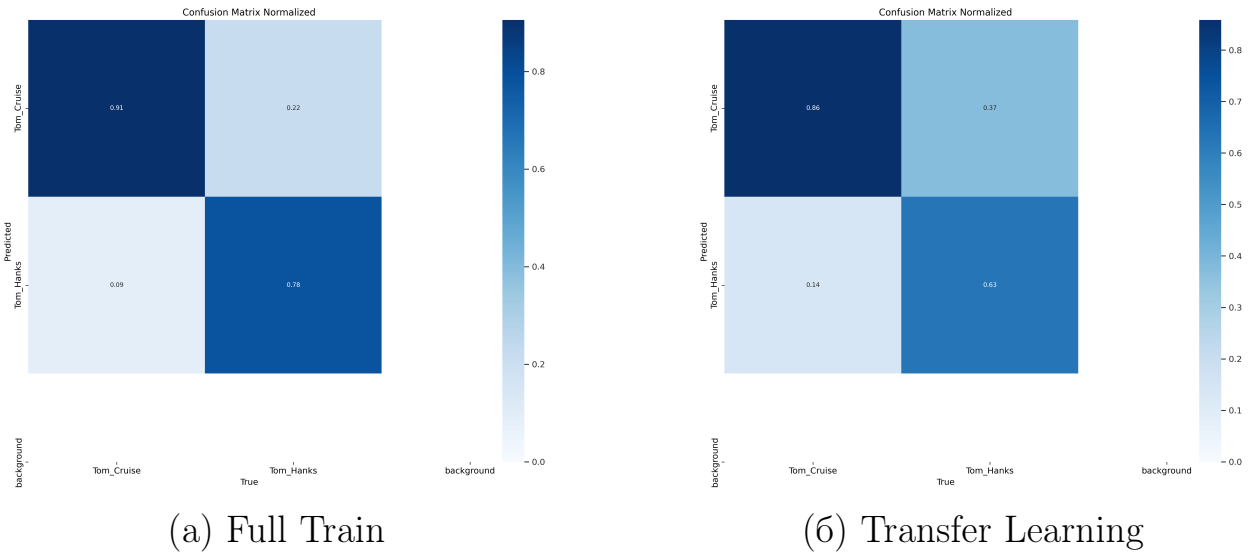 Confusion Matrix Normalized
Tom_Cruise
0.91
0.22
Predicted
Tom_Hanks
0.09
0.78
background
Tom_Cruise
Tom_Hanks
background
True
0.8
0.6
0.4
0.2
0.0
(а) Full Train
Confusion Matrix Normalized
Tom_Cruise
0.86
0.37
Predicted
Tom_Hanks
0.14
0.63
background
Tom_Cruise
Tom_Hanks
background
True
0.8
0.7
0.6
0.5
0.4
0.3
0.2
0.1
0.0
(б) Transfer Learning